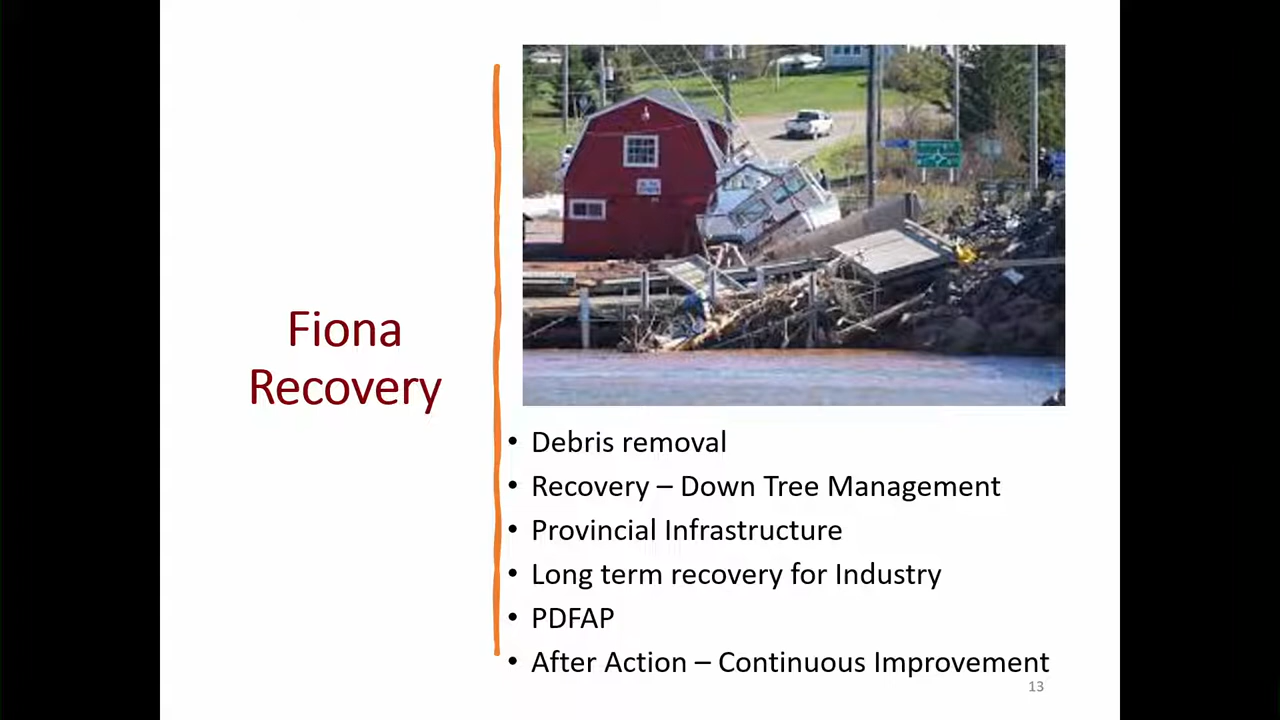 Fiona
Recovery
• Debris removal
• Recovery – Down Tree Management
• Provincial Infrastructure
• Long term recovery for Industry
• PDFAP
• After Action – Continuous Improvement
13